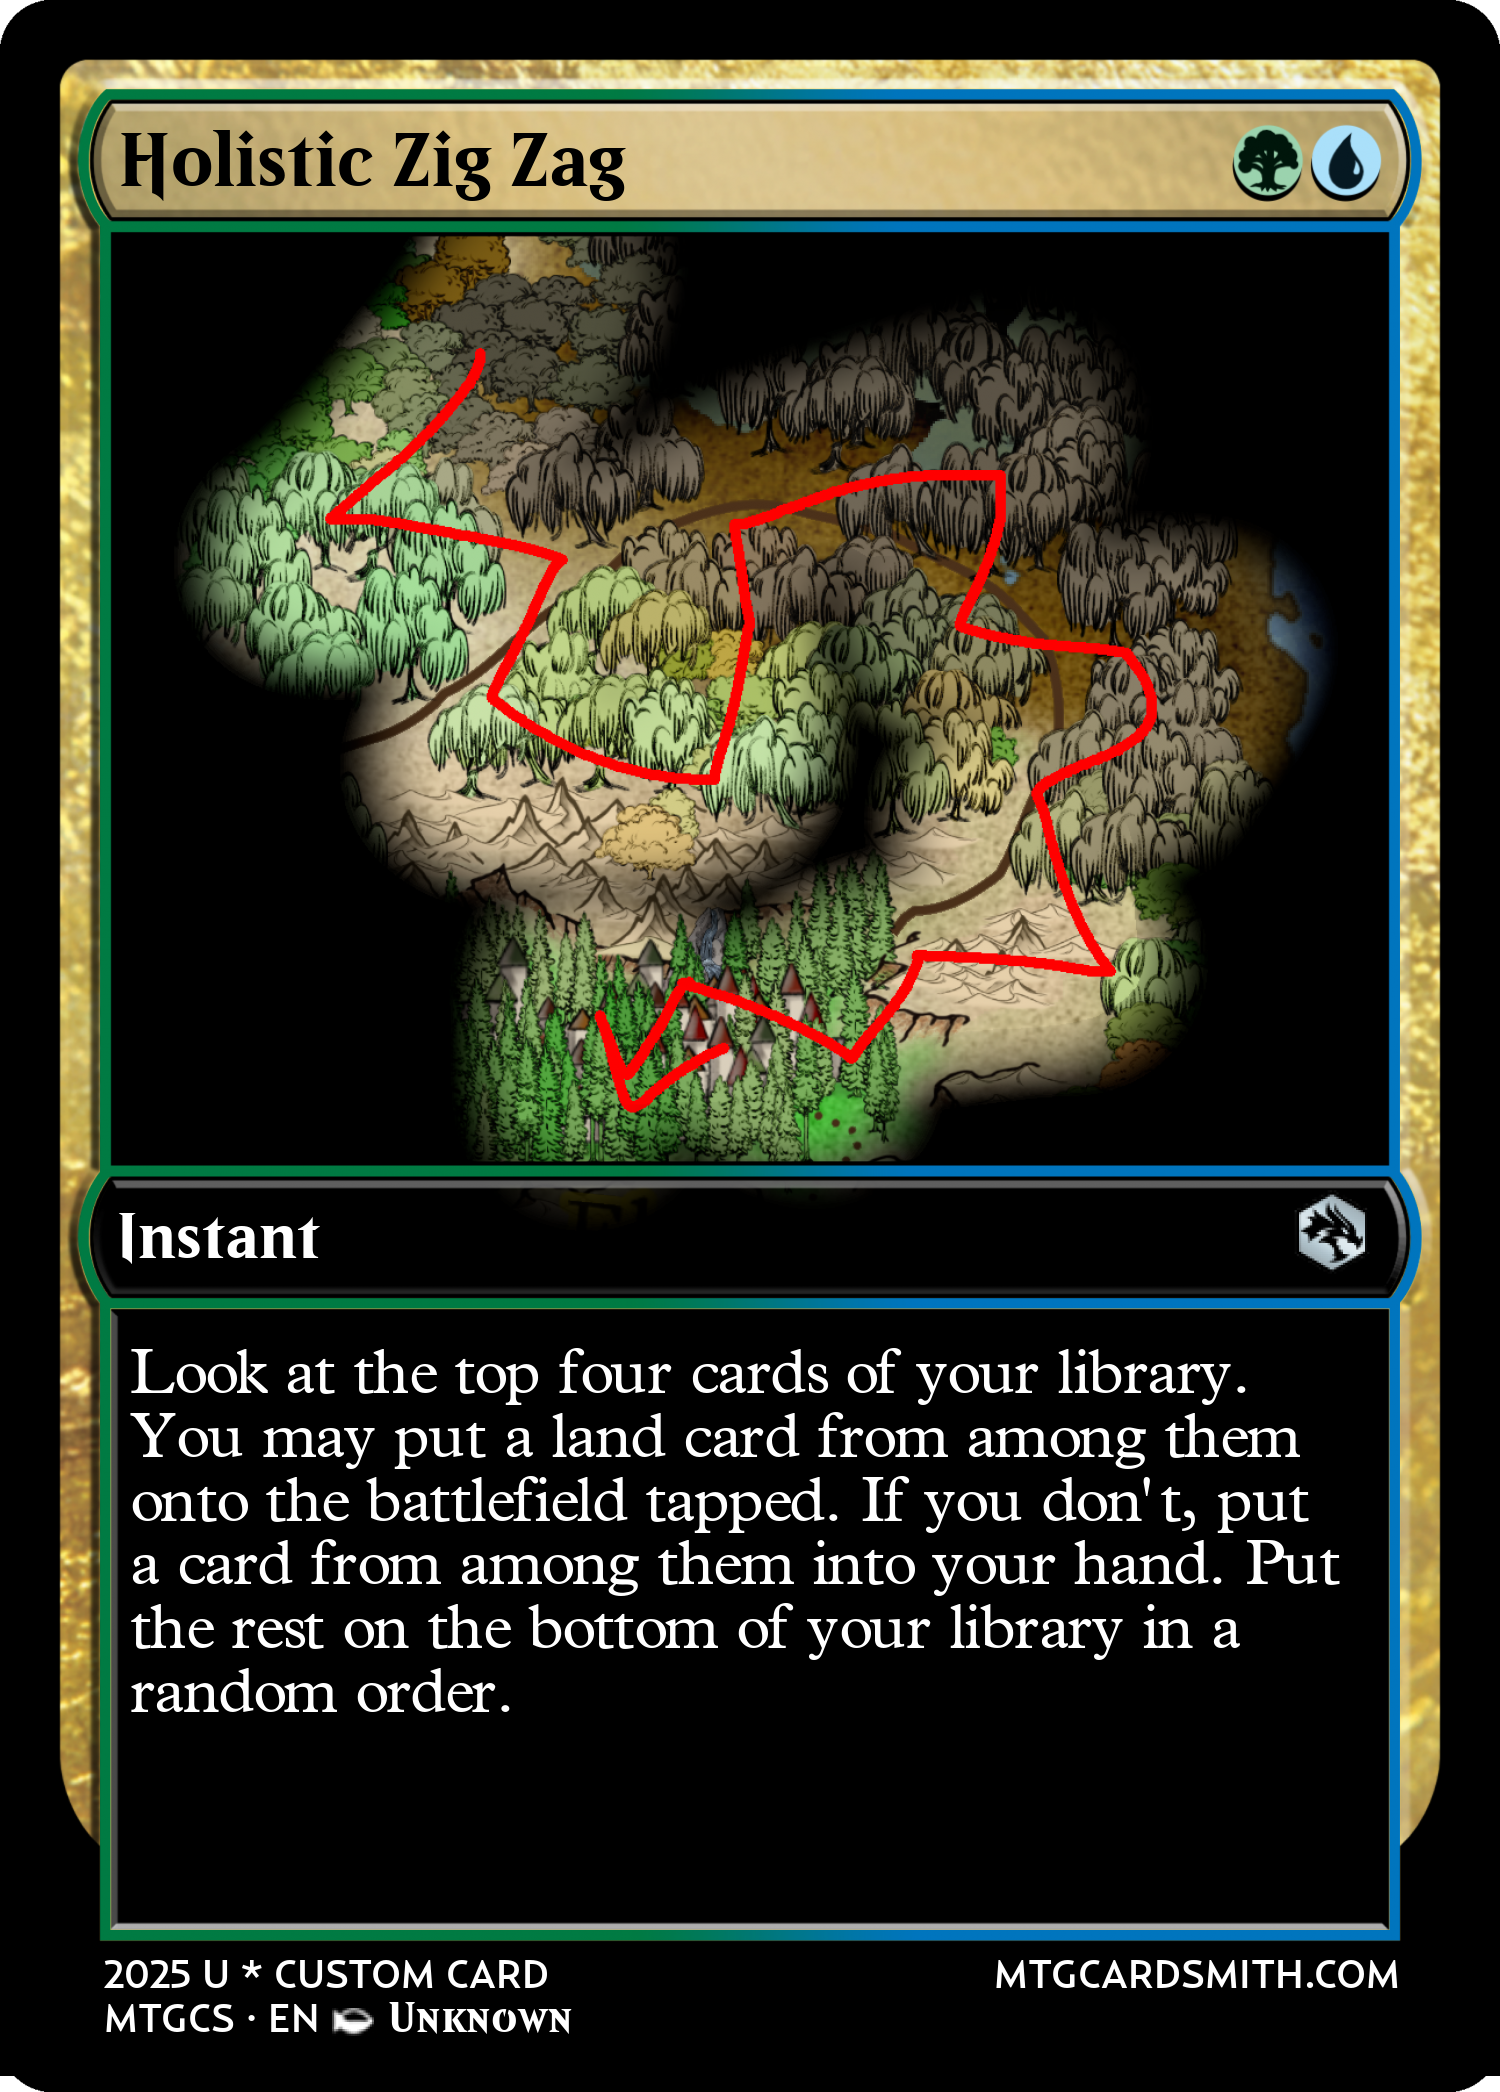 Holistic Zig Zag
Instant
Look at the top four cards of your library.
You may put a land card from among them
onto the battlefield tapped. If you don't, put
a card from among them into your hand. Put
the rest on the bottom of your library in a
random order.
2025 U * CUSTOM CARD
MTGCARDSMITH.COM
MTGCS · EN Unknown